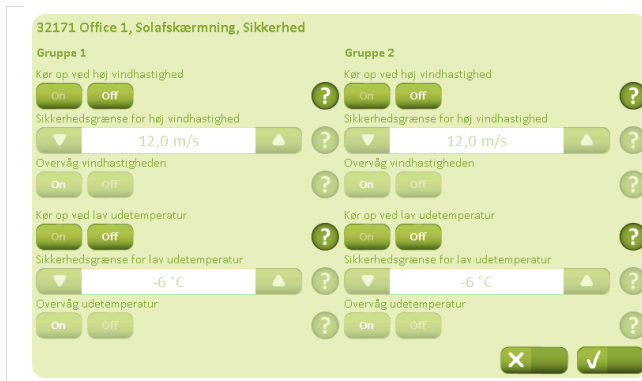 32171 Office 1, Solafskærmning, Sikkerhed
Gruppe 1 Gruppe 2
Kør op ved høj vindhastighed Kør op ved høj vindhastighed
On Off ? On Off ?
Sikkerhedsgrænse for høj vindhastighed Sikkerhedsgrænse for høj vindhastighed
12,0 m/s ? 12,0 m/s ?
Overvåg vindhastigheden Overvåg vindhastigheden
On Off ? On Off ?
Kør op ved lav udetemperatur Kør op ved lav udetemperatur
On Off ? On Off ?
Sikkerhedsgrænse for lav udetemperatur Sikkerhedsgrænse for lav udetemperatur
-6 °C ? -6 °C ?
Overvåg udetemperatur Overvåg udetemperatur
On Off ? On Off ?